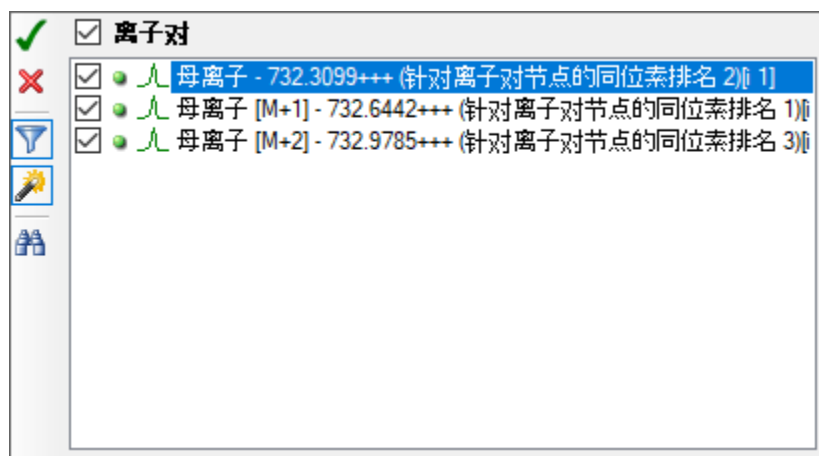 离子对
母离子 - 732.3099+++ (针对离子对节点的同位素排名 2)[i 1]
母离子 [M+1] - 732.6442+++ (针对离子对节点的同位素排名 1)[i
母离子 [M+2] - 732.9785+++ (针对离子对节点的同位素排名 3)[i